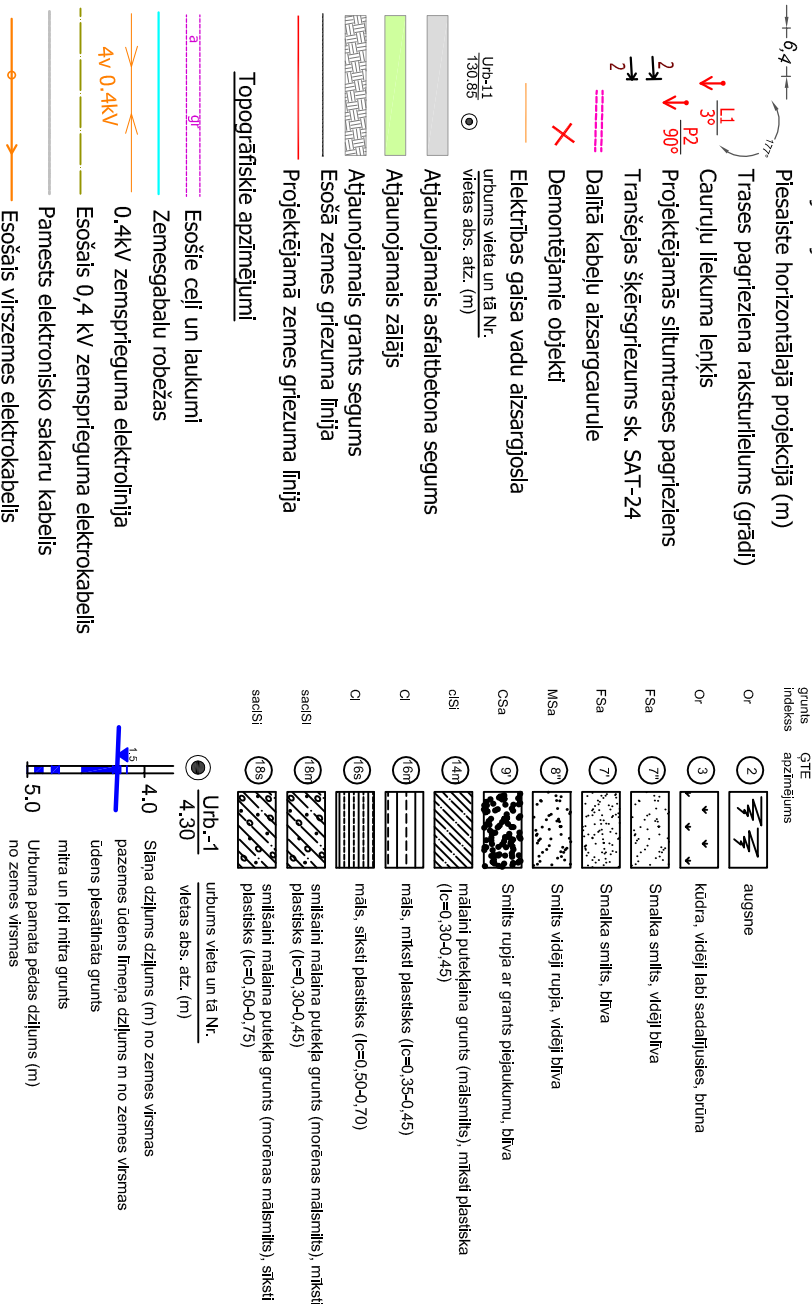 6,4
177°
Piesaiste horizontālajā projekcijā (m)
Trases pagrieziena raksturlielums (grādi)
L1
3°
Cauruļu liekuma leņķis
P2
90°
Projektējamās siltumtrases pagrieziens
2
2
Tranšejas šķērsgriezums sk. SAT-24
Dalītā kabeļu aizsargcaurule
Demontējamie objekti
Elektrības gaisa vadu aizsargjosla
Urb-11
130.85
urbums vieta un tā Nr.
vietas abs. atz. (m)
Atjaunojamais asfaltbetona segums
Atjaunojamais zālājs
Atjaunojamais grants segums
Esošā zemes griezuma līnija
Projektējamā zemes griezuma līnija
Topogrāfiskie apzīmējumi
a
gr
Esošie ceļi un laukumi
Zemesgabalu robežas
4v 0.4kV
0.4kV zemsprieguma elektrolīnija
Esošais 0,4 kV zemsprieguma elektrokabelis
Pamests elektronisko sakaru kabelis
Esošais virszemes elektrokabelis
grunts
indekss
GTE
apzīmējums
Or 2 augsne
Or 3 kūdra, vidēji labi sadalījusies, brūna
FSa 7'' Smalka smilts, vidēji blīva
FSa 7' Smalka smilts, blīva
MSa 8'' Smilts vidēji rupja, vidēji blīva
CSa 9' Smilts rupja ar grants piejaukumu, blīva
clSi 14m mālaini putekļaina grunts (mālsmilts), mīksti plastiska
(Ic=0,30-0,45)
Cl 16m māls, mīksti plastisks (Ic=0,35-0,45)
Cl 16s māls, sīksti plastisks (Ic=0,50-0,70)
saclSi 18m smilšaini mālaina putekļa grunts (morēnas mālsmilts), mīksti
plastisks (Ic=0,30-0,45)
saclSi 18s smilšaini mālaina putekļa grunts (morēnas mālsmilts), sīksti
plastisks (Ic=0,50-0,75)
Urb.-1
4.30
urbums vieta un tā Nr.
vietas abs. atz. (m)
4.0
Slāņa dziļums dziļums (m) no zemes virsmas
1.5
pazemes ūdens līmeņa dziļums m no zemes virsmas
ūdens piesātināta grunts
mitra un ļoti mitra grunts
5.0
Urbuma pamata pēdas dziļums (m)
no zemes virsmas